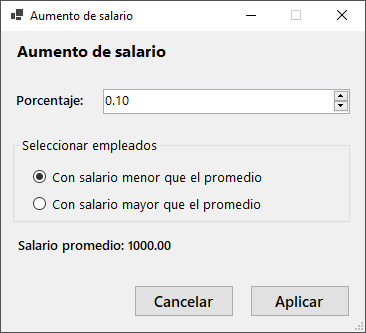 Aumento de salario
Aumento de salario
Porcentaje: 0.10
Seleccionar empleados
Con salario menor que el promedio
Con salario mayor que el promedio
Salario promedio: 1000.00
Cancelar Aplicar